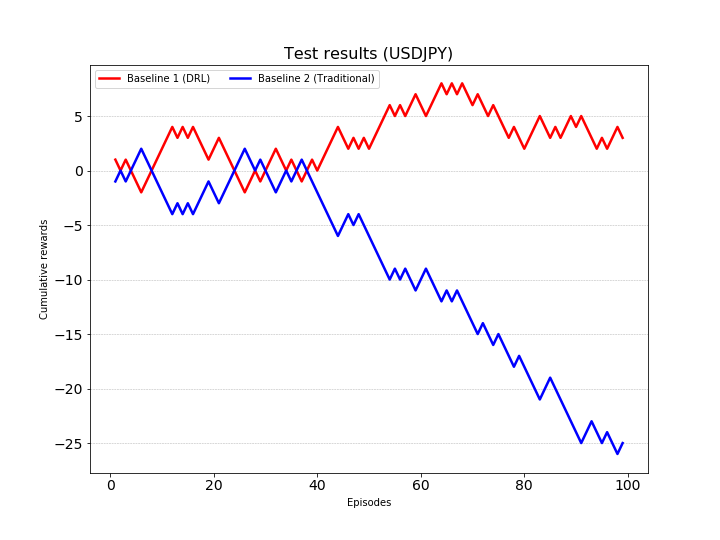 Test results (USDJPY)
Baseline 1 (DRL) Baseline 2 (Traditional)
5
0
−5
−10
−15
−20
−25
Cumulative rewards
0 20 40 60 80 100
Episodes